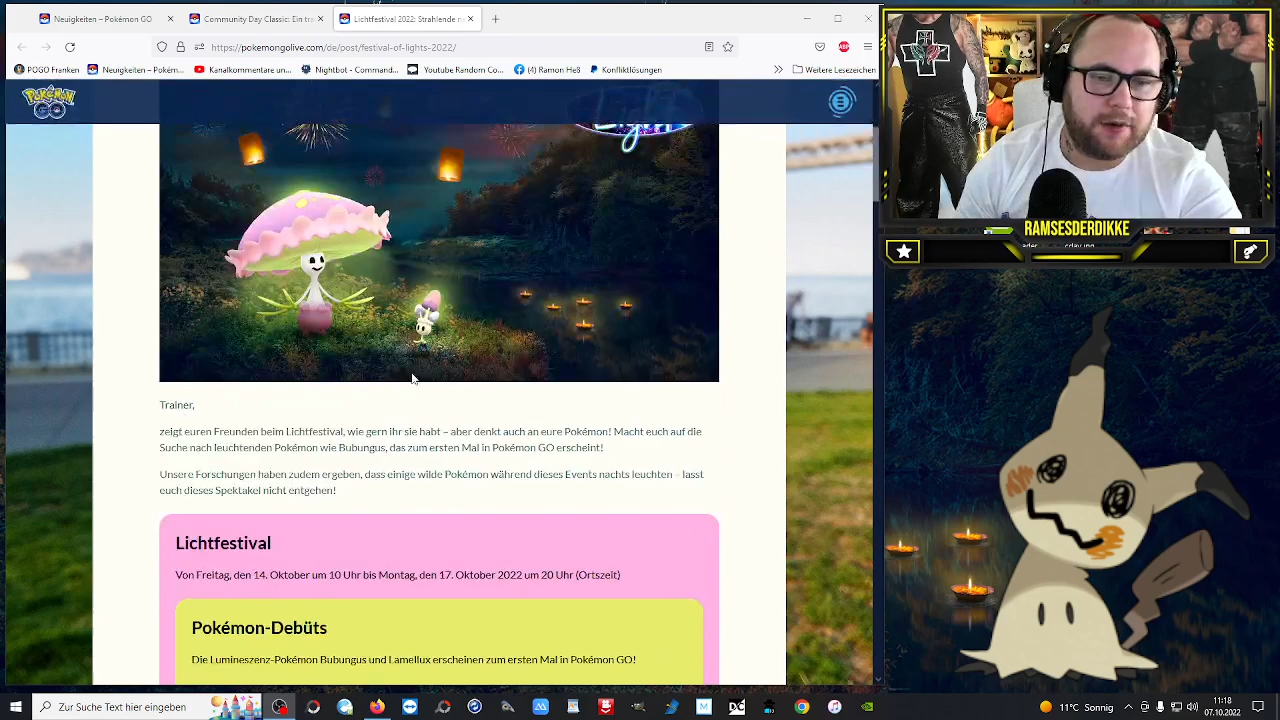 Neuigkeiten – Pokémon GO
Community Day Classic: Ein tra
Lichtfestival 2022: Strahlende n
https://pokemongolive.com/de/post/festival-of-lights-2022/
ABP
POGO Franken
Neuigkeiten – Pokém...
Kanalkommentare un...
Nightbot - Comman...
Youtube Random Co...
(4) Ramon Heß
Konfliktlösungen
Weitere Lesezeichen
POKÉMON GO
Light
RAMSESDERDIKKE
Trainer,
zeigt euren Freunden beim Lichtfestival, wie gern ihr sie habt – aber denkt auch an eure Pokémon! Macht euch auf die
Suche nach leuchtenden Pokémon wie Bubungus, das zum ersten Mal in Pokémon GO erscheint!
Unsere Forschungen haben zudem ergeben, dass einige wilde Pokémon während dieses Events nachts leuchten – lasst
euch dieses Spektakel nicht entgehen!
Lichtfestival
Von Freitag, den 14. Oktober um 10 Uhr bis Montag, den 17. Oktober 2022 um 20 Uhr (Ortszeit)
Pokémon-Debüts
Die Lumineszenz-Pokémon Bubungus und Lamellux erscheinen zum ersten Mal in Pokémon GO!
Zur Suche Text hier eingeben
11°C Sonnig
11:18
07.10.2022